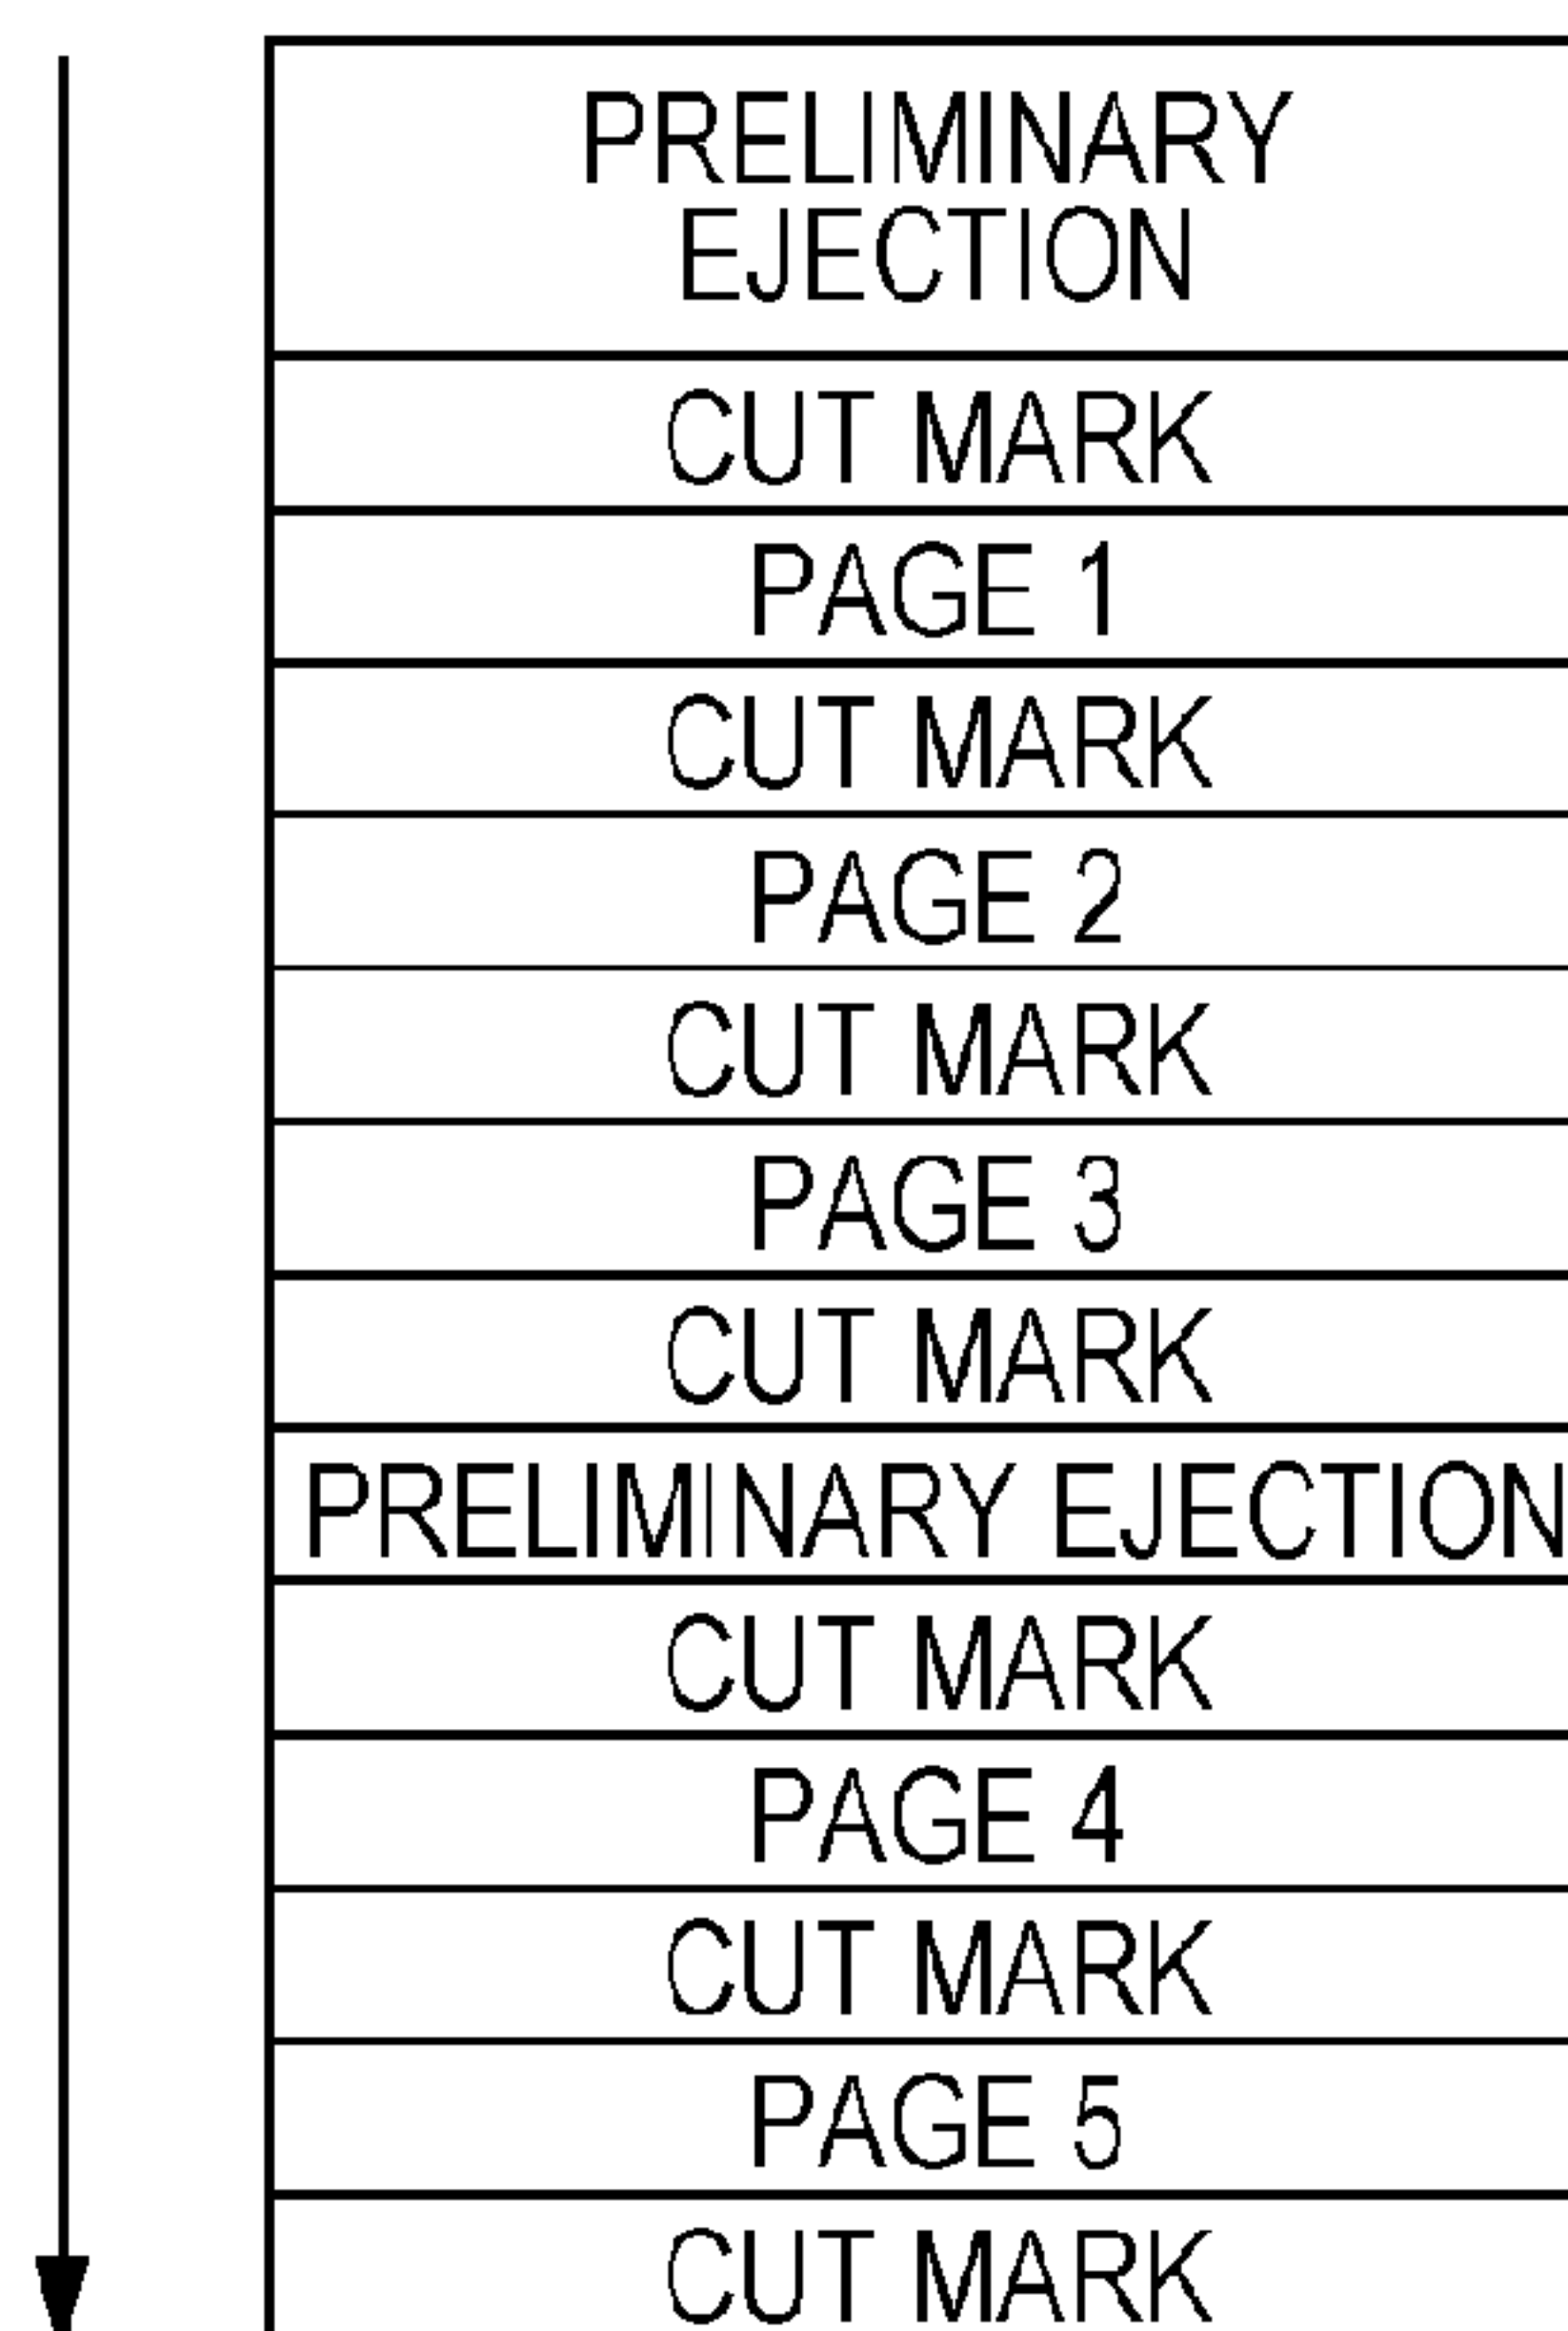 PRELIMINARY
EJECTION
CUT MARK
PAGE 1
CUT MARK
PAGE 2
CUT MARK
PAGE 3
CUT MARK
PRELIMINARY EJECTION
CUT MARK
PAGE 4
CUT MARK
PAGE 5
CUT MARK